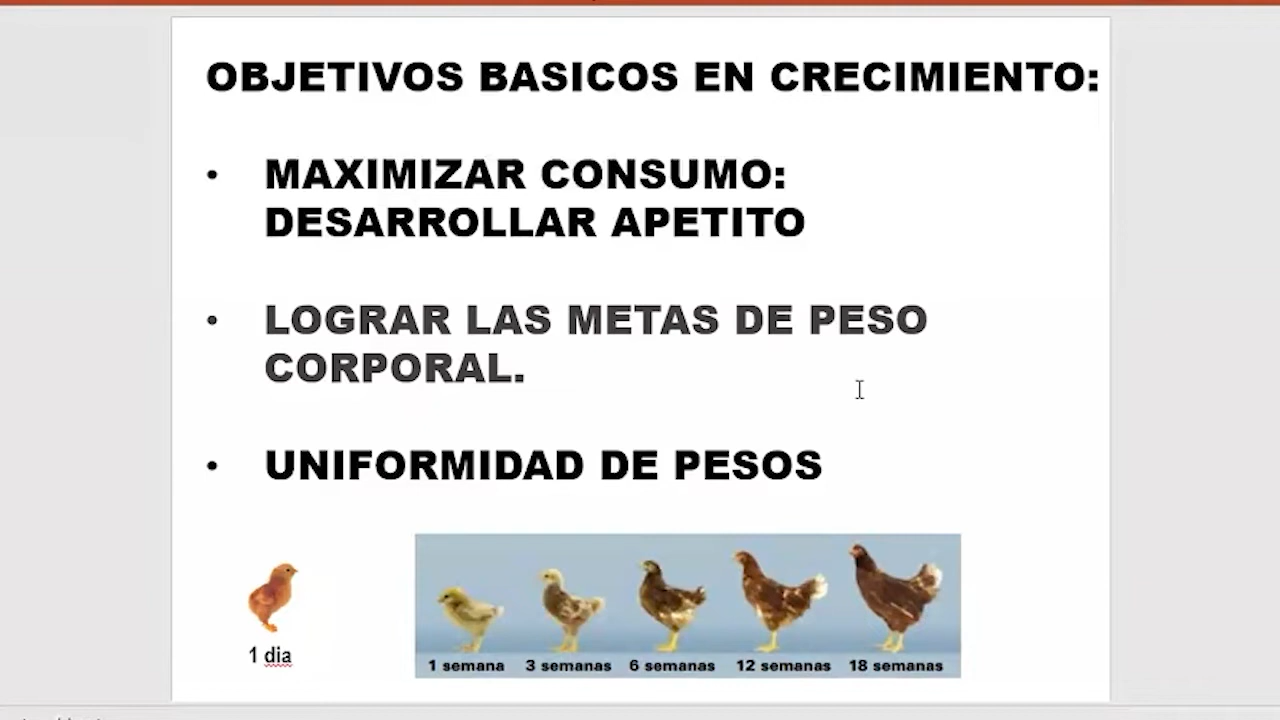 OBJETIVOS BASICOS EN CRECIMIENTO:
• MAXIMIZAR CONSUMO:
DESARROLLAR APETITO
• LOGRAR LAS METAS DE PESO
CORPORAL.
• UNIFORMIDAD DE PESOS
1 dia
1 semana 3 semanas 6 semanas 12 semanas 18 semanas